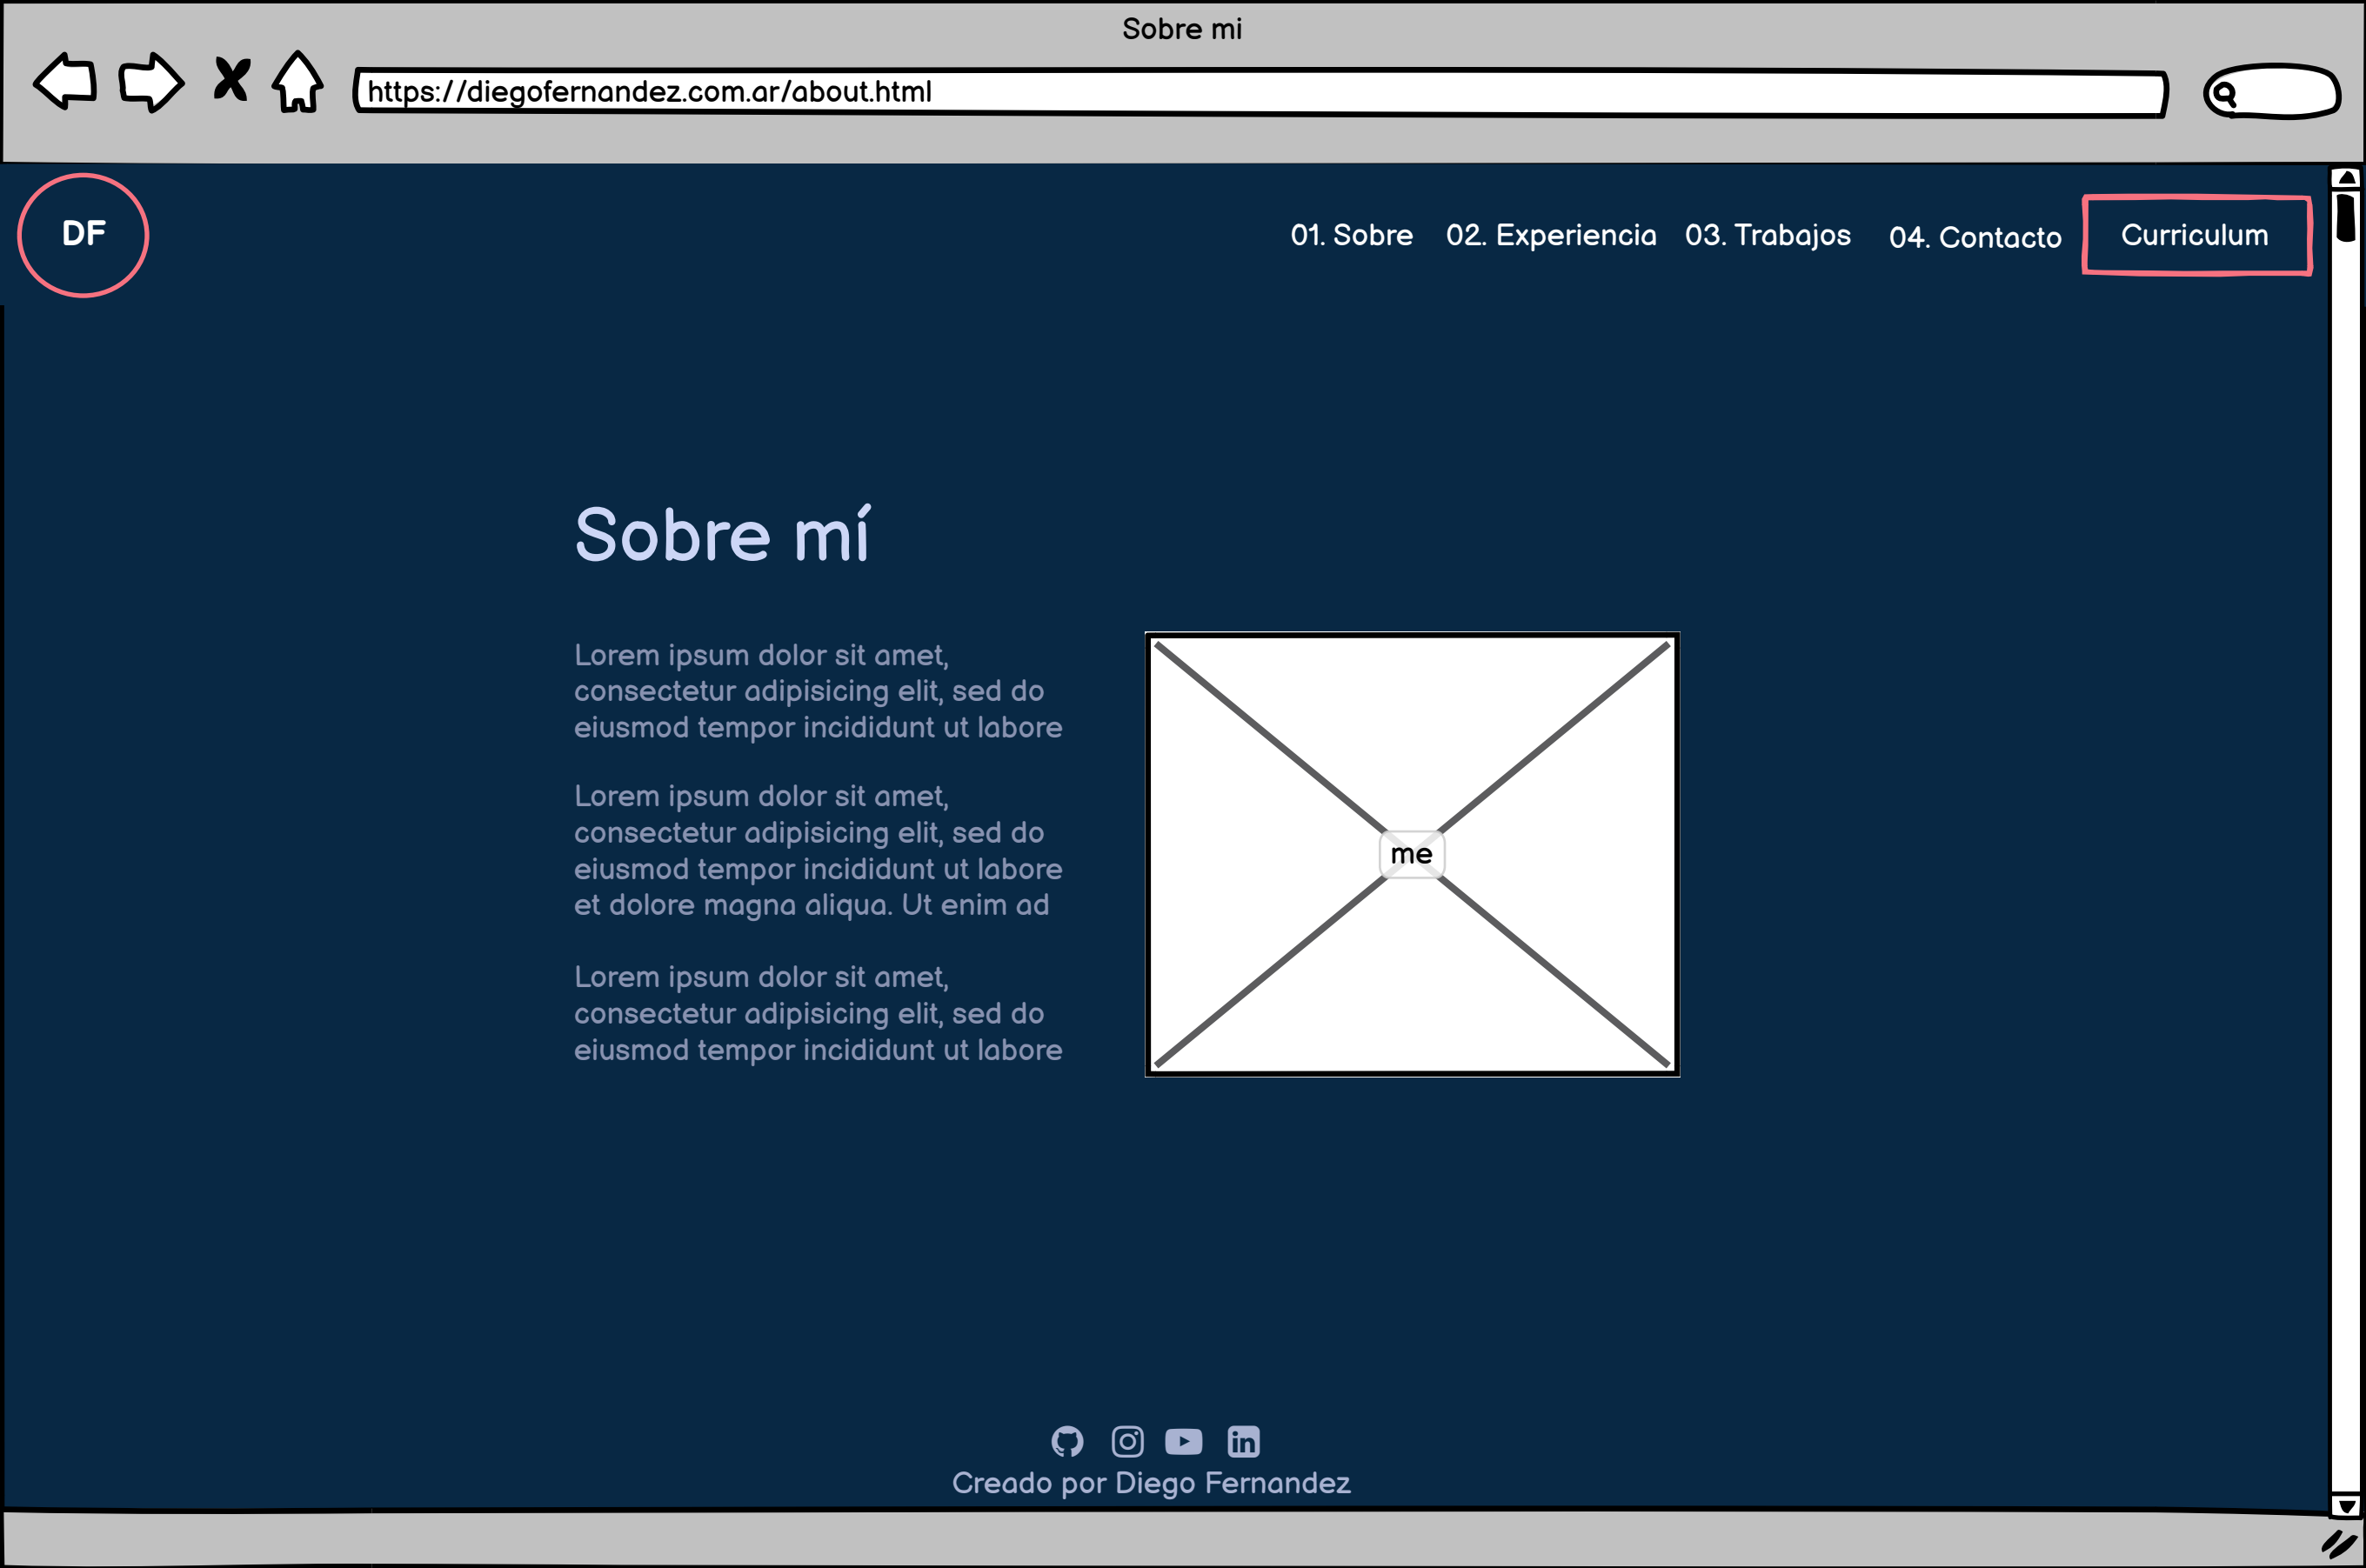 Sobre mi
https://diegofernandez.com.ar/about.html
DF
01. Sobre
02. Experiencia
03. Trabajos
04. Contacto
Curriculum
Sobre mí
Lorem ipsum dolor sit amet,
consectetur adipisicing elit, sed do
eiusmod tempor incididunt ut labore
Lorem ipsum dolor sit amet,
consectetur adipisicing elit, sed do
eiusmod tempor incididunt ut labore
et dolore magna aliqua. Ut enim ad
Lorem ipsum dolor sit amet,
consectetur adipisicing elit, sed do
eiusmod tempor incididunt ut labore
me
in
Creado por Diego Fernandez